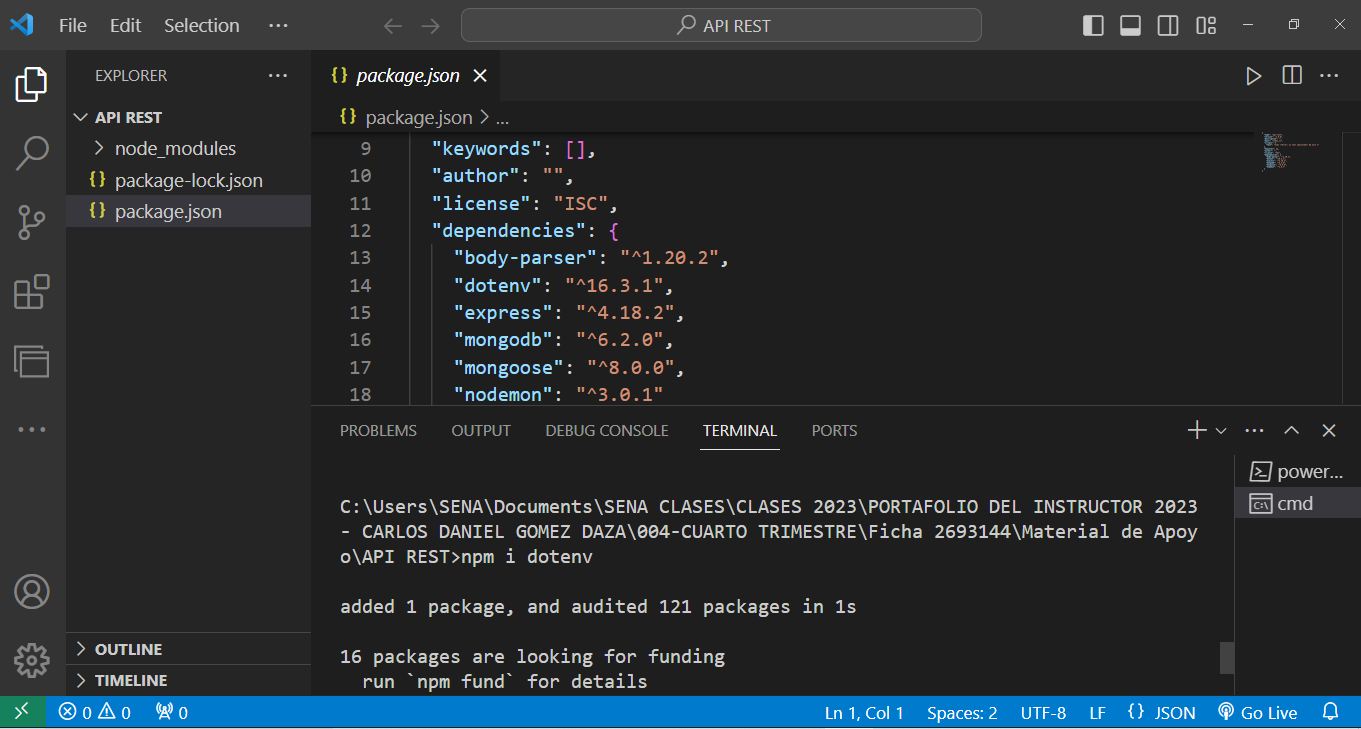 File Edit Selection ···
API REST
EXPLORER ···
API REST
node_modules
package-lock.json
package.json
OUTLINE
TIMELINE
{} package.json
{} package.json > ...
9 "keywords": [],
10 "author": "",
11 "license": "ISC",
12 "dependencies": {
13 "body-parser": "^1.20.2",
14 "dotenv": "^16.3.1",
15 "express": "^4.18.2",
16 "mongodb": "^6.2.0",
17 "mongoose": "^8.0.0",
18 "nodemon": "^3.0.1"
PROBLEMS OUTPUT DEBUG CONSOLE TERMINAL PORTS
power...
cmd
C:\Users\SENA\Documents\SENA CLASES\CLASES 2023\PORTAFOLIO DEL INSTRUCTOR 2023
- CARLOS DANIEL GOMEZ DAZA\004-CUARTO TRIMESTRE\Ficha 2693144\Material de Apoy
o\API REST>npm i dotenv
added 1 package, and audited 121 packages in 1s
16 packages are looking for funding
run `npm fund` for details
0 0 0 Ln 1, Col 1 Spaces: 2 UTF-8 LF {} JSON Go Live